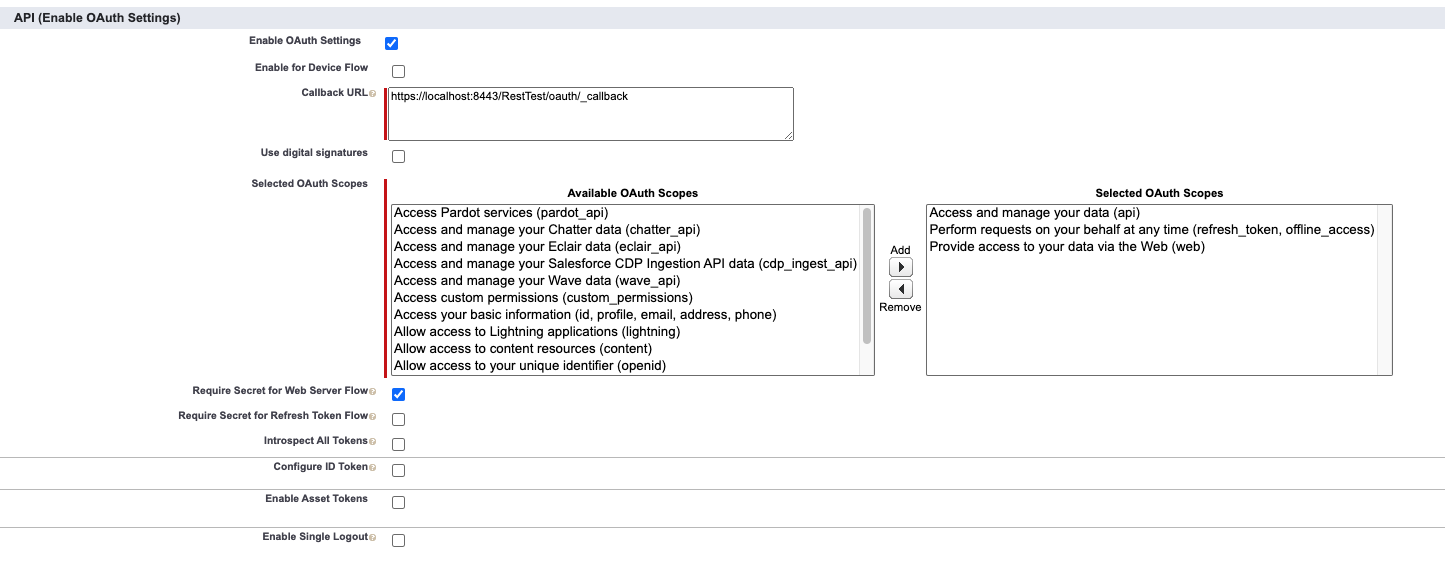 API (Enable OAuth Settings)
Enable OAuth Settings
Enable for Device Flow
Callback URL
https://localhost:8443/RestTest/oauth/_callback
Use digital signatures
Selected OAuth Scopes
Available OAuth Scopes
Access Pardot services (pardot_api)
Access and manage your Chatter data (chatter_api)
Access and manage your Eclair data (eclair_api)
Access and manage your Salesforce CDP Ingestion API data (cdp_ingest_api)
Access and manage your Wave data (wave_api)
Access custom permissions (custom_permissions)
Access your basic information (id, profile, email, address, phone)
Allow access to Lightning applications (lightning)
Allow access to content resources (content)
Allow access to your unique identifier (openid)
Add
Remove
Selected OAuth Scopes
Access and manage your data (api)
Perform requests on your behalf at any time (refresh_token, offline_access)
Provide access to your data via the Web (web)
Require Secret for Web Server Flow
Require Secret for Refresh Token Flow
Introspect All Tokens
Configure ID Token
Enable Asset Tokens
Enable Single Logout